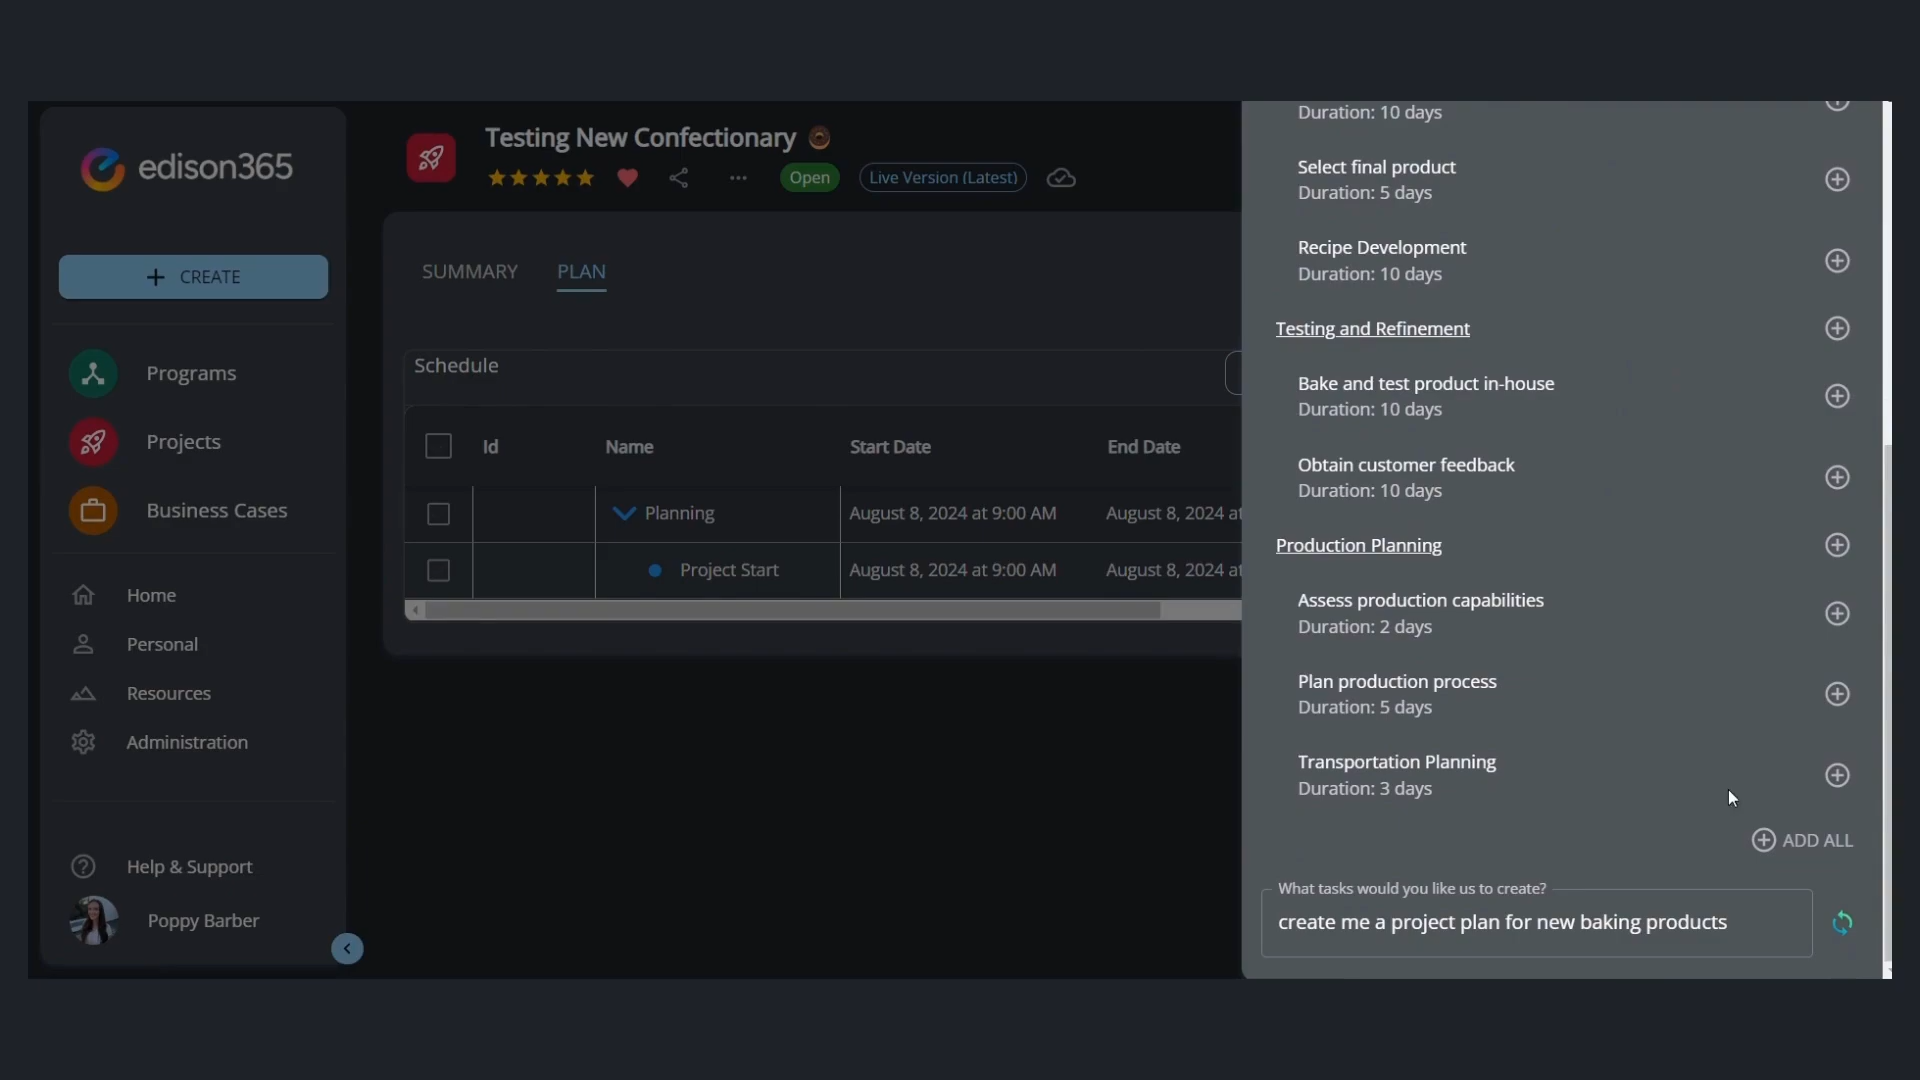 edison365
CREATE
Programs
Projects
Business Cases
Home
Personal
Resources
Administration
Help & Support
Poppy Barber
Testing New Confectionary
...
Open
Live Version (Latest)
SUMMARY
PLAN
Schedule
Id
Name
Start Date
End Date
Planning
August 8, 2024 at 9:00 AM
August 8, 2024 at
Project Start
August 8, 2024 at 9:00 AM
August 8, 2024 at
Duration: 10 days
Select final product
Duration: 5 days
Recipe Development
Duration: 10 days
Testing and Refinement
Bake and test product in-house
Duration: 10 days
Obtain customer feedback
Duration: 10 days
Production Planning
Assess production capabilities
Duration: 2 days
Plan production process
Duration: 5 days
Transportation Planning
Duration: 3 days
ADD ALL
What tasks would you like us to create?
create me a project plan for new baking products